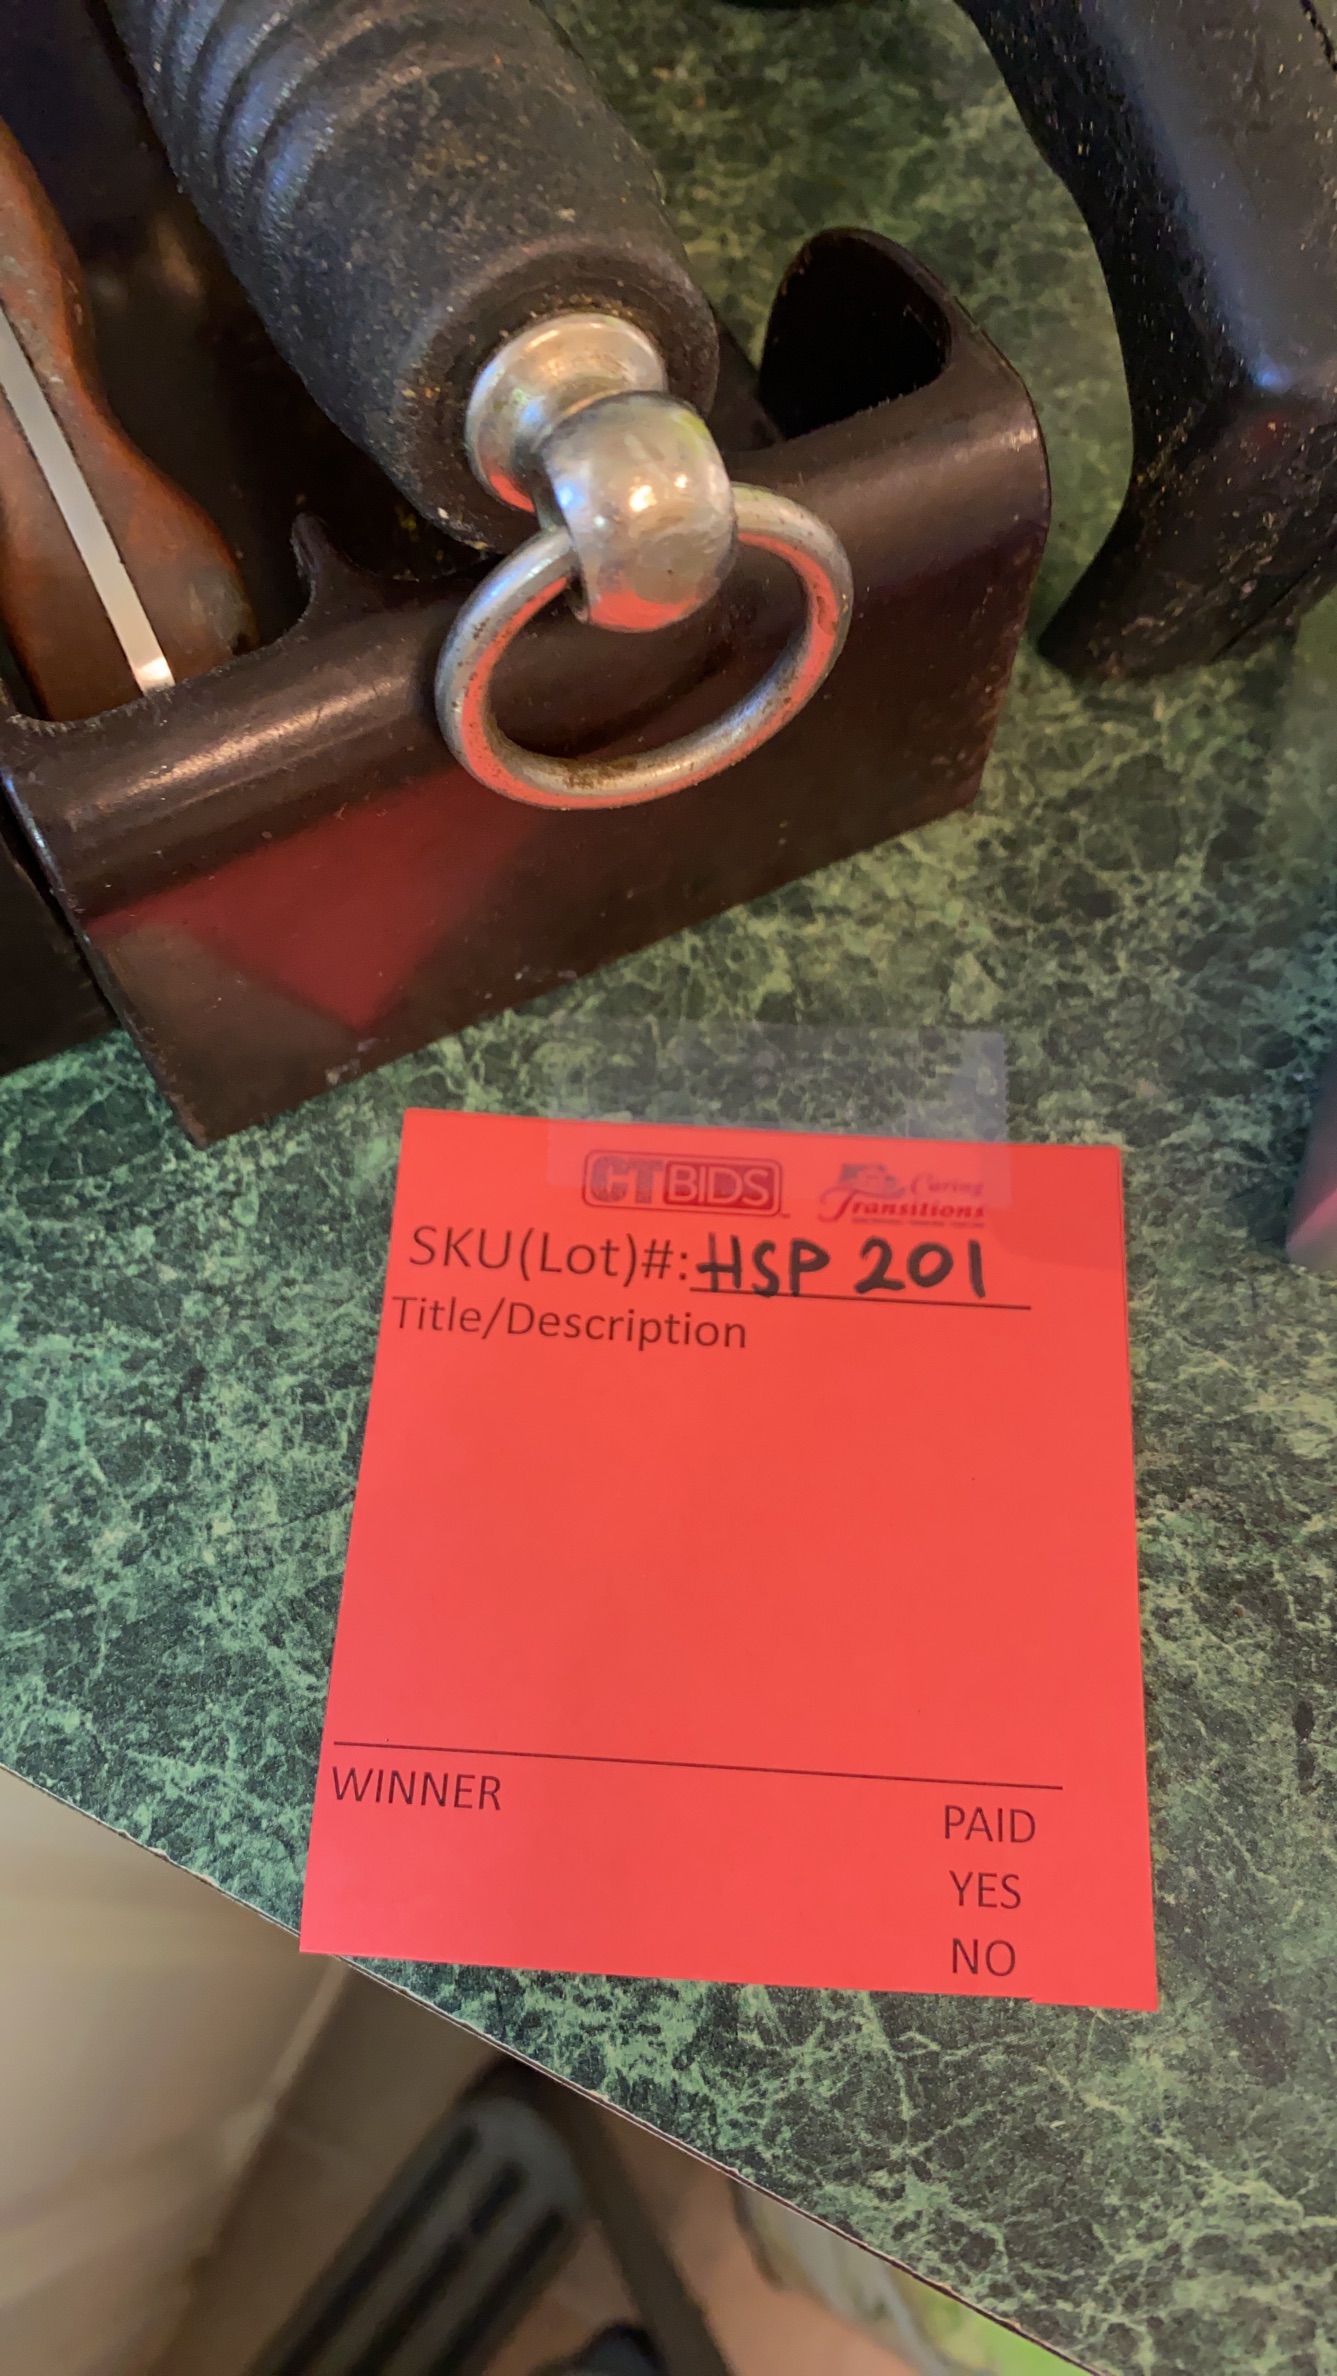 CTBIDS
Caring
Transitions
SKU(Lot)#: HSP 201
Title/Description
WINNER
PAID
YES
NO